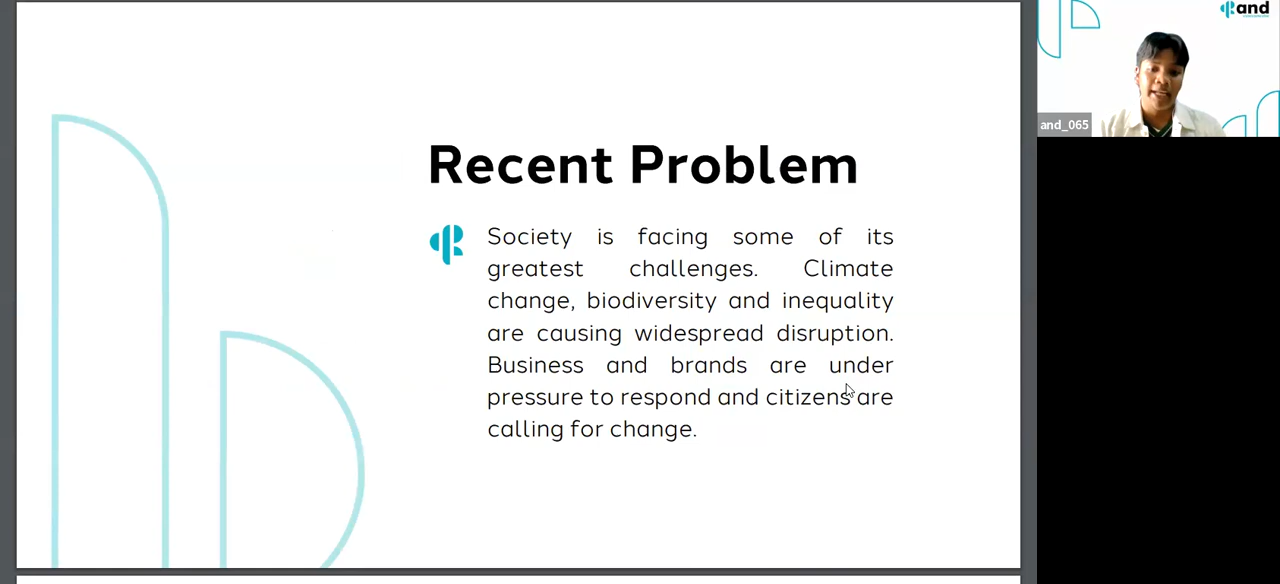 Recent Problem
Society is facing some of its
greatest challenges. Climate
change, biodiversity and inequality
are causing widespread disruption.
Business and brands are under
pressure to respond and citizens are
calling for change.
and
and_065